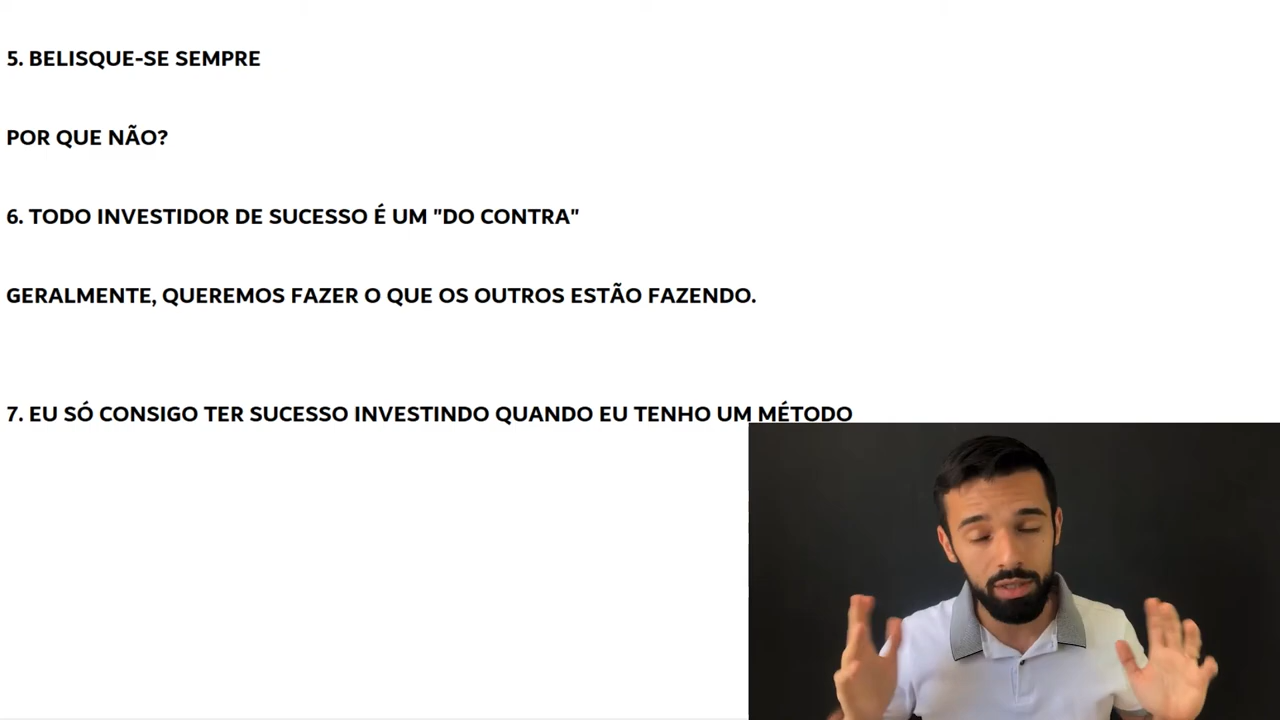 5. BELISQUE-SE SEMPRE
POR QUE NÃO?
6. TODO INVESTIDOR DE SUCESSO É UM "DO CONTRA"
GERALMENTE, QUEREMOS FAZER O QUE OS OUTROS ESTÃO FAZENDO.
7. EU SÓ CONSIGO TER SUCESSO INVESTINDO QUANDO EU TENHO UM MÉTODO